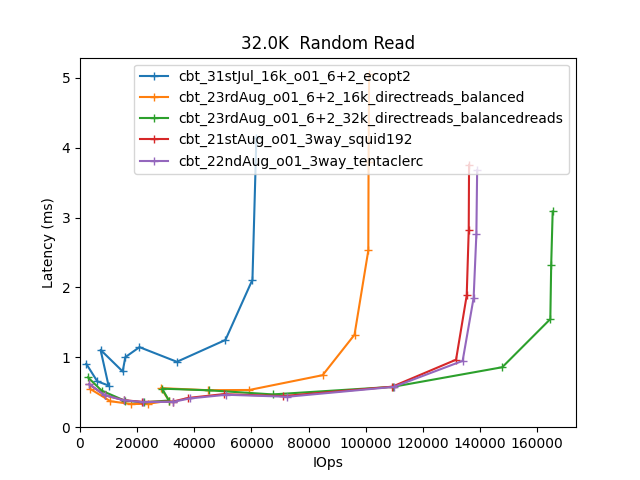 32.0K  Random Read
cbt_31stJul_16k_o01_6+2_ecopt2
cbt_23rdAug_o01_6+2_16k_directreads_balanced
cbt_23rdAug_o01_6+2_32k_directreads_balancedreads
cbt_21stAug_o01_3way_squid192
cbt_22ndAug_o01_3way_tentaclerc
5
4
3
2
1
0
Latency (ms)
0 20000 40000 60000 80000 100000 120000 140000 160000
IOps